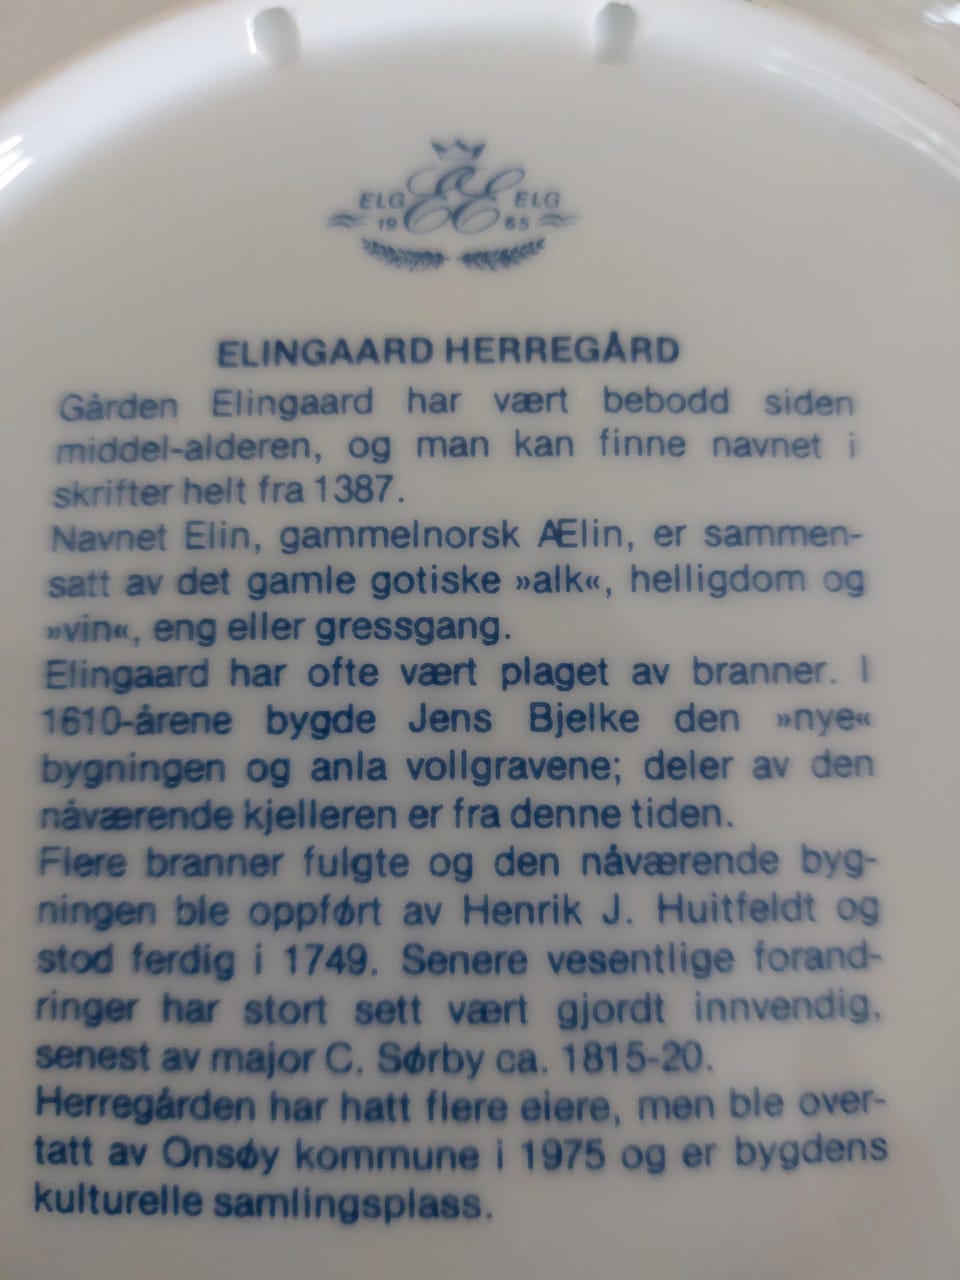 ELG EE ELG
19 65
ELINGAARD HERREGÅRD
Gården Elingaard har vært bebodd siden
middel-alderen, og man kan finne navnet i
skrifter helt fra 1387.
Navnet Elin, gammelnorsk Ælin, er sammen-
satt av det gamle gotiske »alk«, helligdom og
»vin«, eng eller gressgang.
Elingaard har ofte vært plaget av branner. I
1610-årene bygde Jens Bjelke den »nye«
bygningen og anla vollgravene; deler av den
nåværende kjelleren er fra denne tiden.
Flere branner fulgte og den nåværende byg-
ningen ble oppført av Henrik J. Huitfeldt og
stod ferdig i 1749. Senere vesentlige forand-
ringer har stort sett vært gjordt innvendig,
senest av major C. Sørby ca. 1815-20.
Herregården har hatt flere eiere, men ble over-
tatt av Onsøy kommune i 1975 og er bygdens
kulturelle samlingsplass.